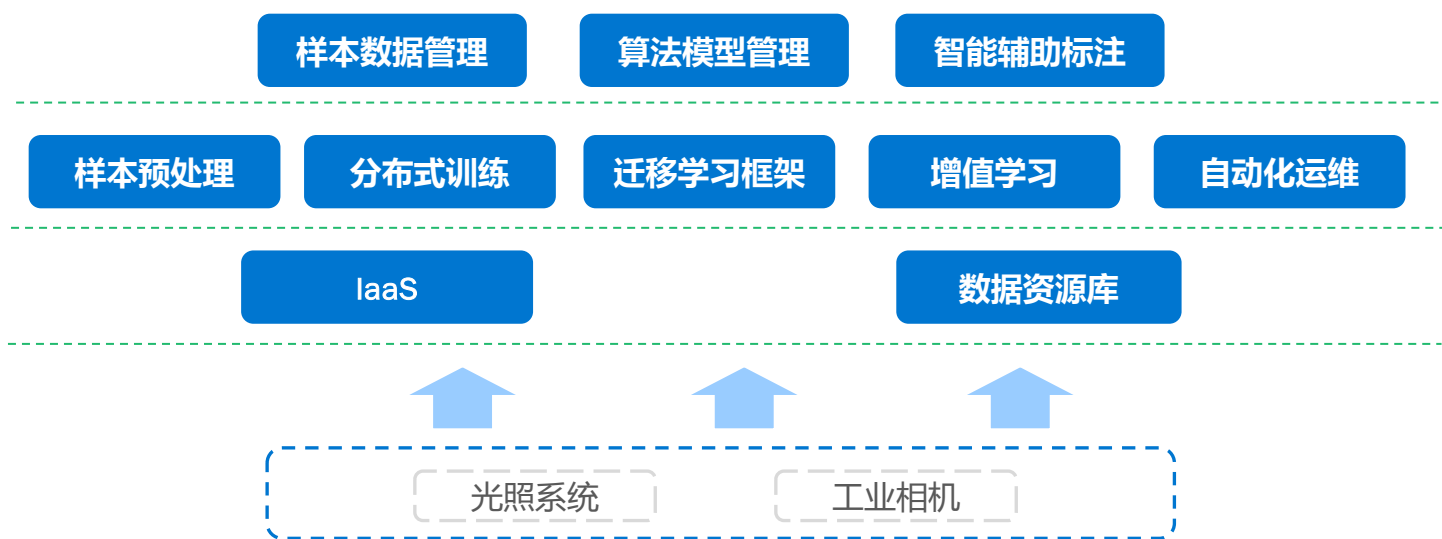 样本数据管理
算法模型管理
智能辅助标注
样本预处理
分布式训练
迁移学习框架
增值学习
自动化运维
IaaS
数据资源库
光照系统
工业相机